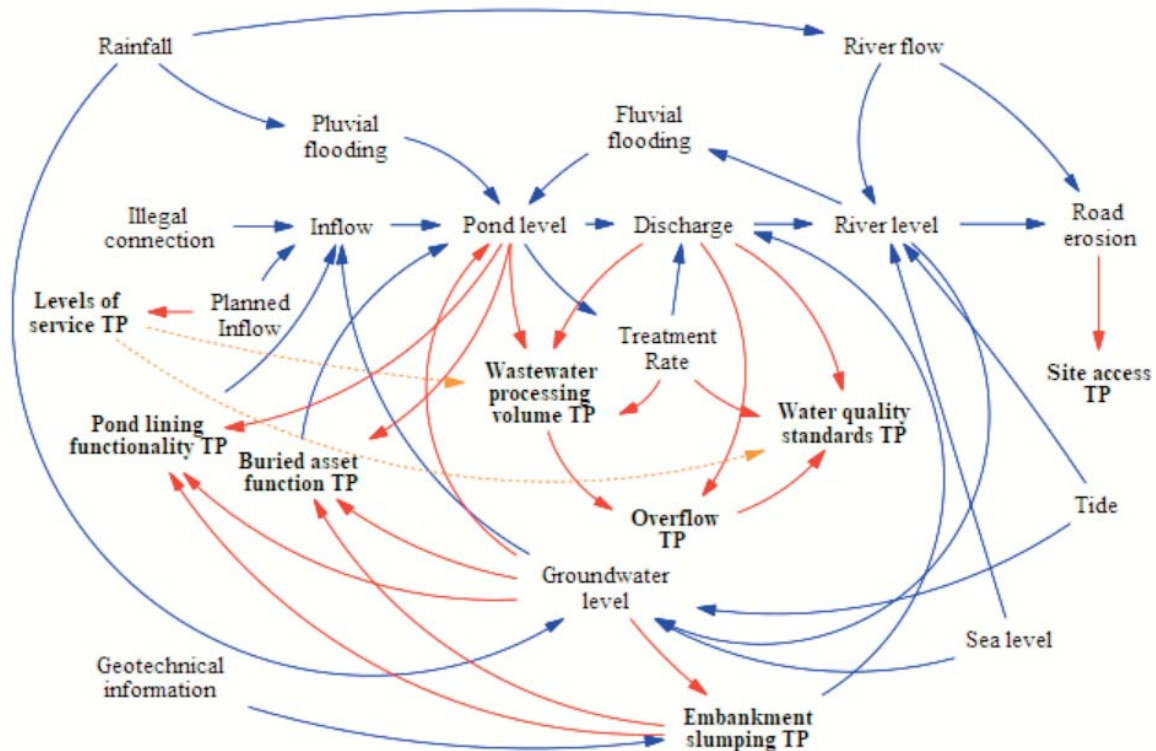 Rainfall
River flow
Pluvial
flooding
Fluvial
flooding
Illegal
connection
Inflow
Pond level
Discharge
River level
Road
erosion
Levels of
service TP
Planned
Inflow
Treatment
Rate
Wastewater
processing
volume TP
Site access
TP
Pond lining
functionality TP
Water quality
standards TP
Buried asset
function TP
Overflow
TP
Tide
Groundwater
level
Sea level
Geotechnical
information
Embankment
slumping TP